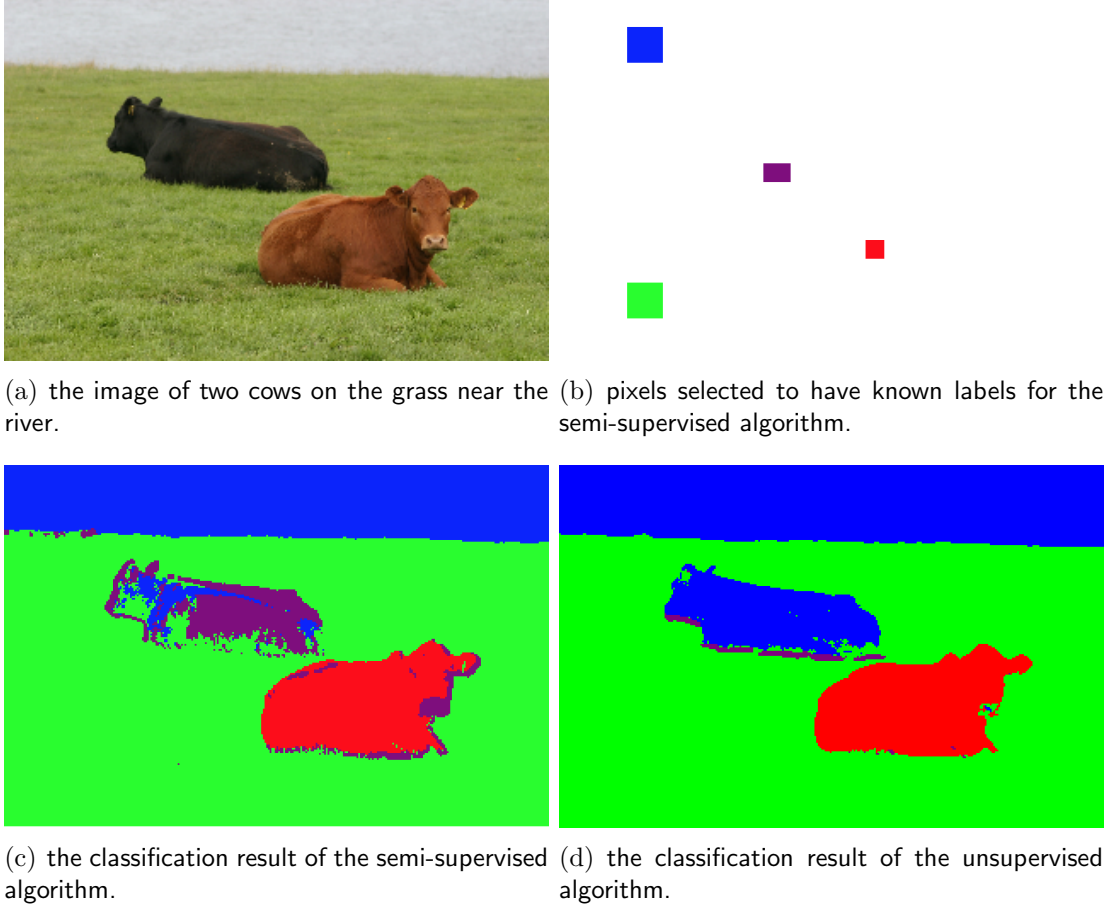 (a) the image of two cows on the grass near the
river.
(b) pixels selected to have known labels for the
semi-supervised algorithm.
(c) the classification result of the semi-supervised
algorithm.
(d) the classification result of the unsupervised
algorithm.